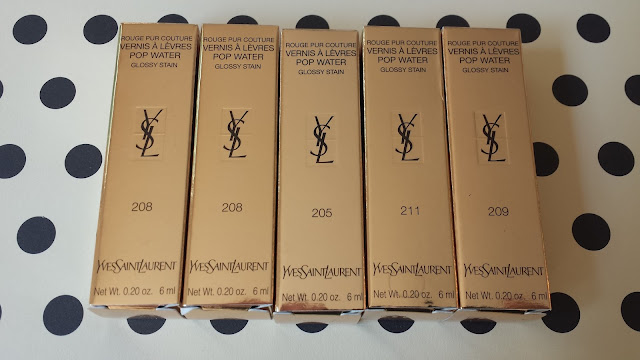 ROUGE PUR COUTURE
VERNIS À LÈVRES
POP WATER
GLOSSY STAIN
YSL
208
YVESSAINTLAURENT
Net Wt. 0.20 oz. 6 ml
ROUGE PUR COUTURE
VERNIS À LÈVRES
POP WATER
GLOSSY STAIN
YSL
208
YVESSAINTLAURENT
Net Wt. 0.20 oz. 6 ml
ROUGE PUR COUTURE
VERNIS À LÈVRES
POP WATER
GLOSSY STAIN
YSL
205
YVESSAINTLAURENT
Net Wt. 0.20 oz. 6 ml
ROUGE PUR COUTURE
VERNIS À LÈVRES
POP WATER
GLOSSY STAIN
YSL
211
YVESSAINTLAURENT
Net Wt. 0.20 oz. 6 ml
ROUGE PUR COUTURE
VERNIS À LÈVRES
POP WATER
GLOSSY STAIN
YSL
209
YVESSAINTLAURENT
Net Wt. 0.20 oz. 6 ml